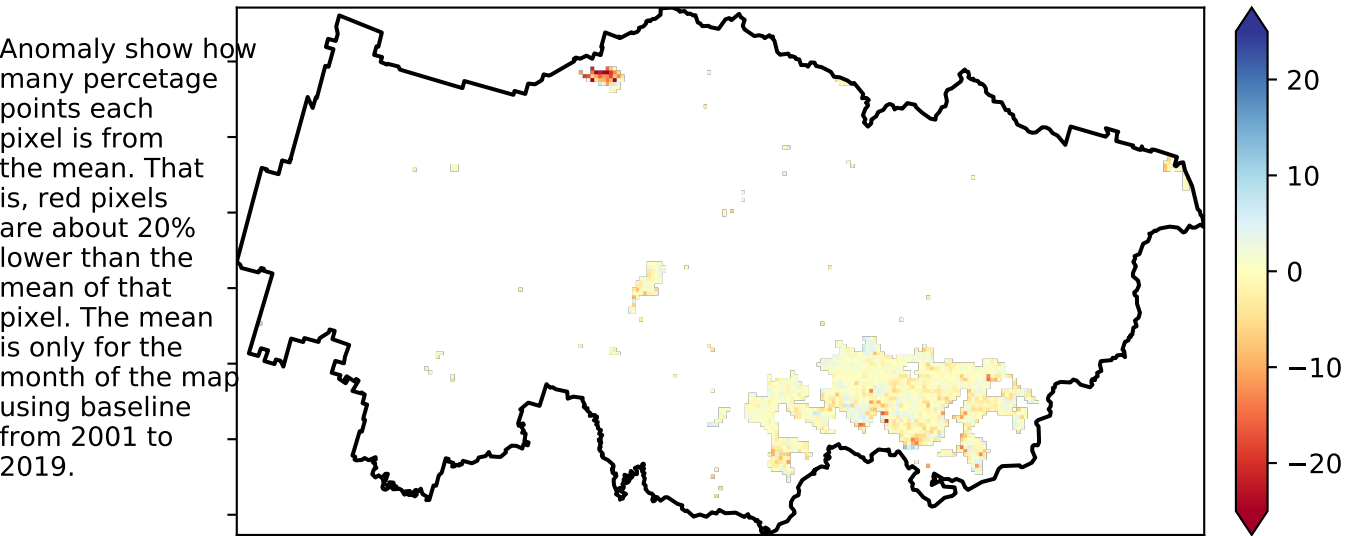 Anomaly show how
many percetage
points each
pixel is from
the mean. That
is, red pixels
are about 20%
lower than the
mean of that
pixel. The mean
is only for the
month of the map
using baseline
from 2001 to
2019.
20
10
0
−10
−20